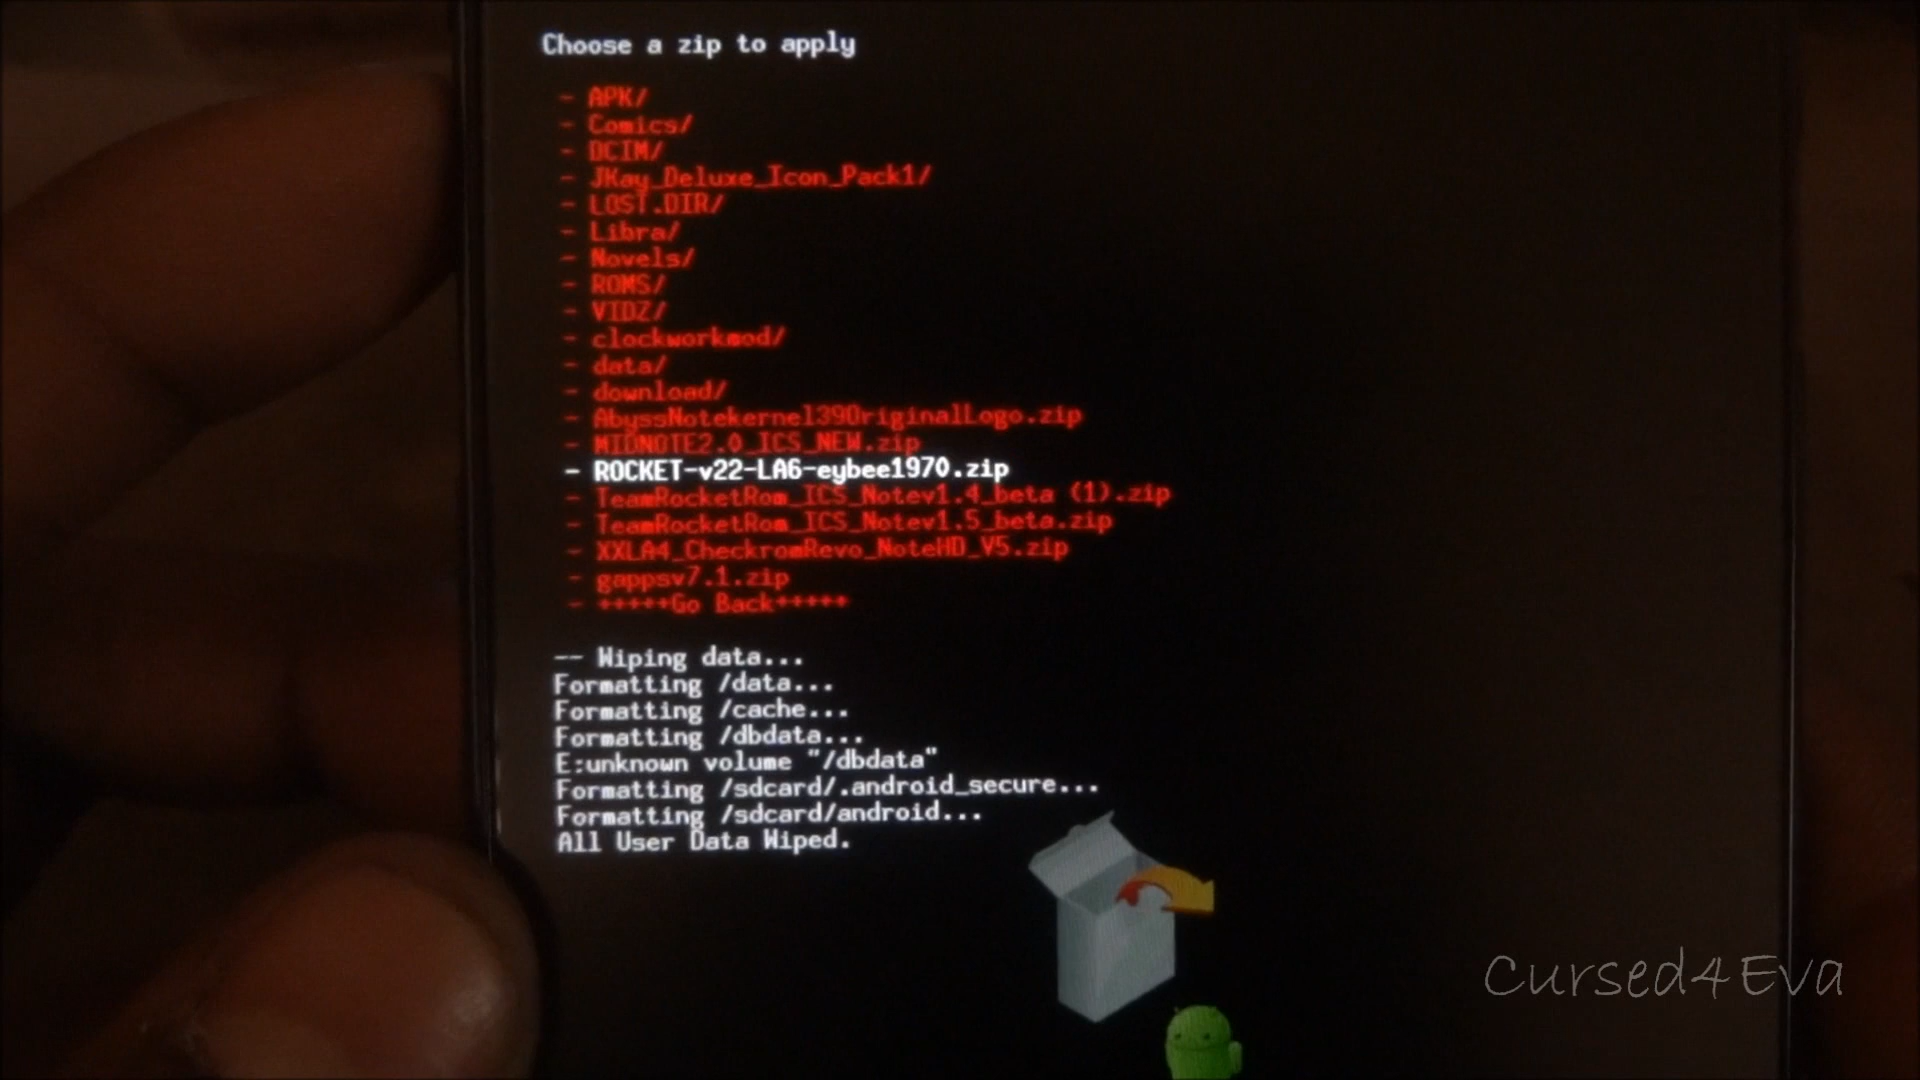 Choose a zip to apply
- APK/
- Comics/
- DCIM/
- JKay_Deluxe_Icon_Pack1/
- LOST.DIR/
- Libra/
- Novels/
- ROMS/
- VIDZ/
- clockworkmod/
- data/
- download/
- AbyssNotekernel39OriginalLogo.zip
- MIDNOTE2.0_ICS_NEW.zip
- ROCKET-v22-LA6-eybee1970.zip
- TeamRocketRom_ICS_Notev1.4_beta (1).zip
- TeamRocketRom_ICS_Notev1.5_beta.zip
- XXLA4_CheckromRevo_NoteHD_V5.zip
- gappsv7.1.zip
- +++++Go Back+++++
-- Wiping data...
Formatting /data...
Formatting /cache...
Formatting /dbdata...
E:unknown volume "/dbdata"
Formatting /sdcard/.android_secure...
Formatting /sdcard/android...
All User Data Wiped.
Cursed4Eva